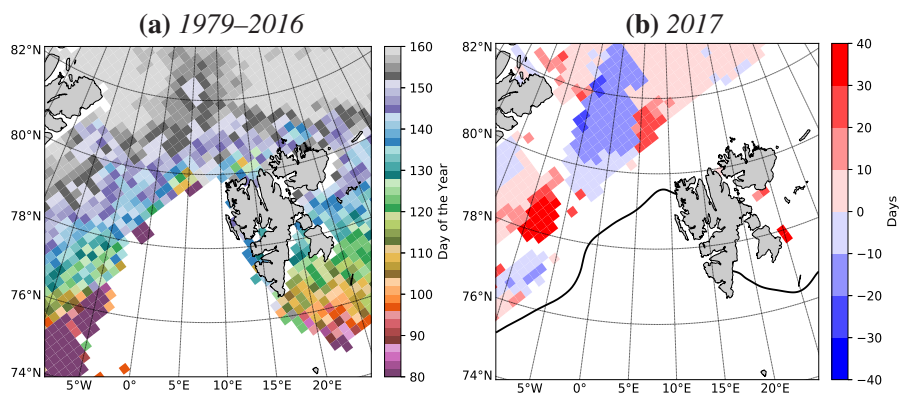 (a) 1979–2016
(b) 2017
82°N
80°N
78°N
76°N
74°N
5°W
0°
5°E
10°E
15°E
20°E
160
150
140
130
120
110
100
90
80
Day of the Year
82°N
80°N
78°N
76°N
74°N
5°W
0°
5°E
10°E
15°E
20°E
40
30
20
10
0
−10
−20
−30
−40
Days